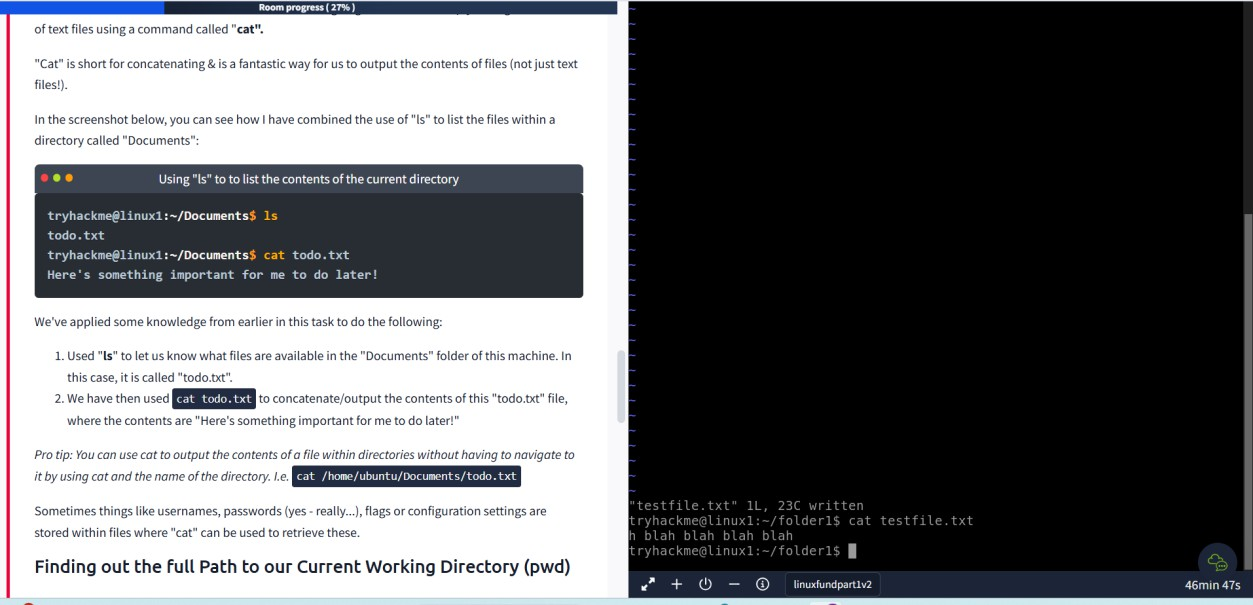 Room progress ( 27% )
of text files using a command called "cat".
"Cat" is short for concatenating & is a fantastic way for us to output the contents of files (not just text
files!).
In the screenshot below, you can see how I have combined the use of "ls" to list the files within a
directory called "Documents":
Using "ls" to to list the contents of the current directory
tryhackme@linux1:~/Documents$ ls
todo.txt
tryhackme@linux1:~/Documents$ cat todo.txt
Here's something important for me to do later!
We've applied some knowledge from earlier in this task to do the following:
1. Used "ls" to let us know what files are available in the "Documents" folder of this machine. In
this case, it is called "todo.txt".
2. We have then used cat todo.txt to concatenate/output the contents of this "todo.txt" file,
where the contents are "Here's something important for me to do later!"
Pro tip: You can use cat to output the contents of a file within directories without having to navigate to
it by using cat and the name of the directory. I.e. cat /home/ubuntu/Documents/todo.txt
Sometimes things like usernames, passwords (yes - really...), flags or configuration settings are
stored within files where "cat" can be used to retrieve these.
Finding out the full Path to our Current Working Directory (pwd)
"testfile.txt" 1L, 23C written
tryhackme@linux1:~/folder1$ cat testfile.txt
h blah blah blah blah
tryhackme@linux1:~/folder1$
linuxfundpart1v2
46min 47s